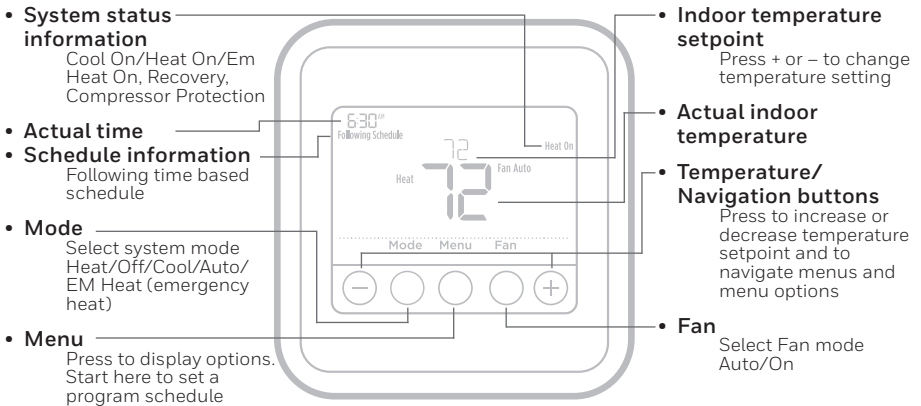 • System status
information
Cool On/Heat On/Em
Heat On, Recovery,
Compressor Protection
• Actual time
• Schedule information
Following time based
schedule
• Mode
Select system mode
Heat/Off/Cool/Auto/
EM Heat (emergency
heat)
• Menu
Press to display options.
Start here to set a
program schedule
6:30 AM
Following Schedule
72
Heat On
Heat
72
Fan Auto
Mode Menu Fan
− +
• Indoor temperature
setpoint
Press + or – to change
temperature setting
• Actual indoor
temperature
• Temperature/
Navigation buttons
Press to increase or
decrease temperature
setpoint and to
navigate menus and
menu options
• Fan
Select Fan mode
Auto/On